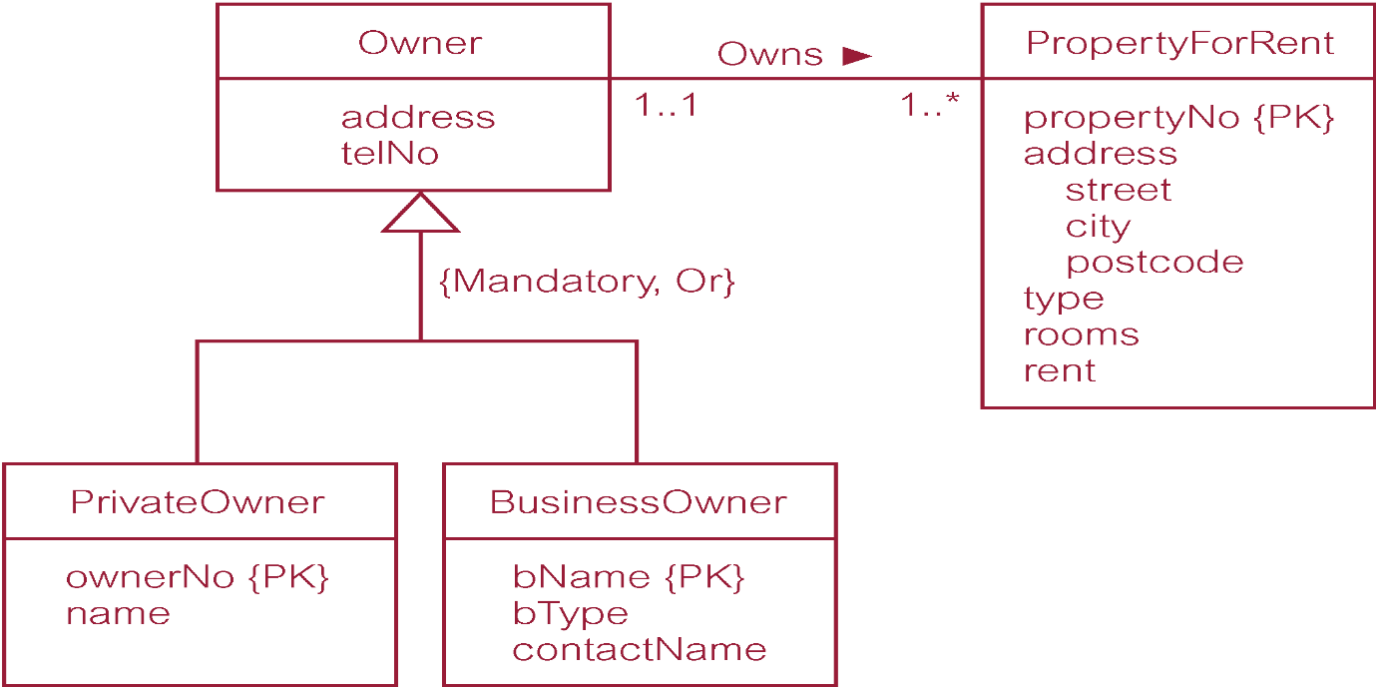 Owner
address
telNo
Owns ►
1..1
1..*
PropertyForRent
propertyNo {PK}
address
street
city
postcode
type
rooms
rent
{Mandatory, Or}
PrivateOwner
ownerNo {PK}
name
BusinessOwner
bName {PK}
bType
contactName